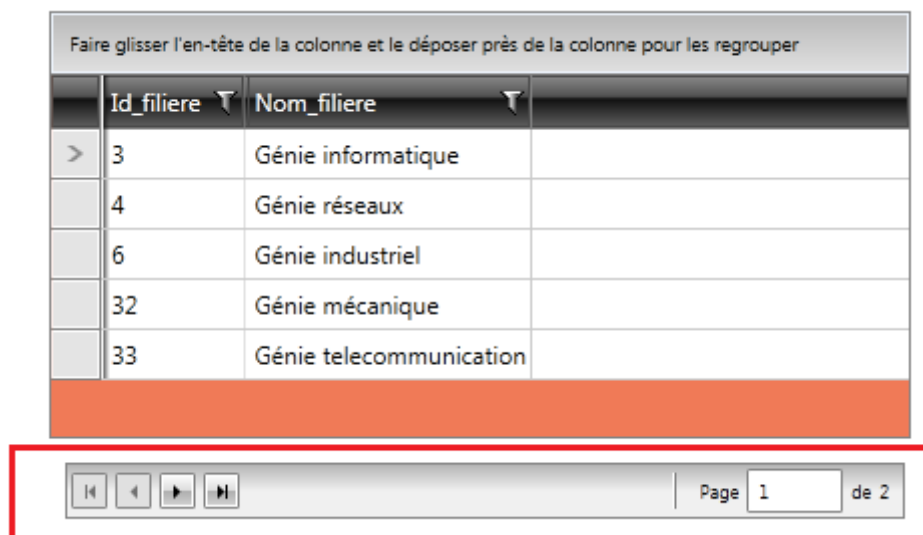 Faire glisser l'en-tête de la colonne et le déposer près de la colonne pour les regrouper
Id_filiere Nom_filiere
3 Génie informatique
4 Génie réseaux
6 Génie industriel
32 Génie mécanique
33 Génie telecommunication
Page 1 de 2